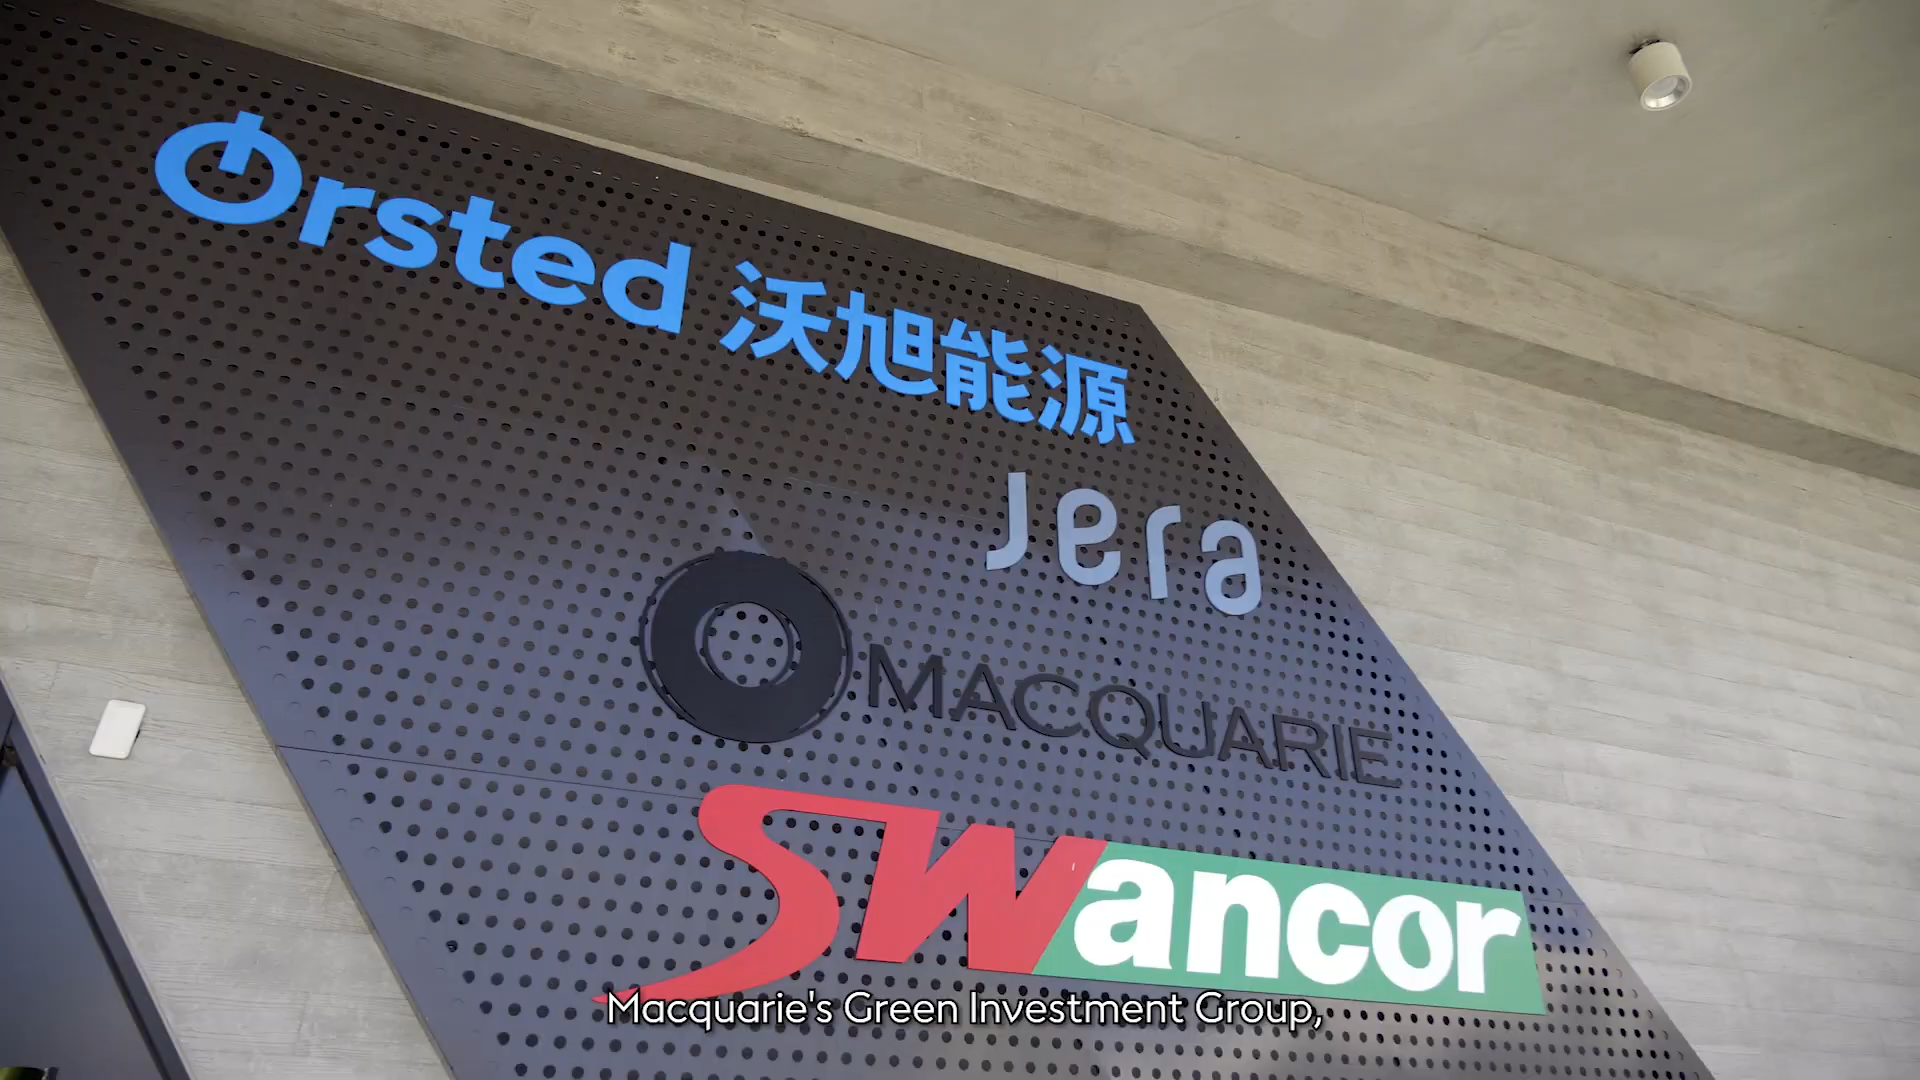 Ørsted 沃旭能源
Jera
MACQUARIE
SWancor
Macquarie's Green Investment Group,